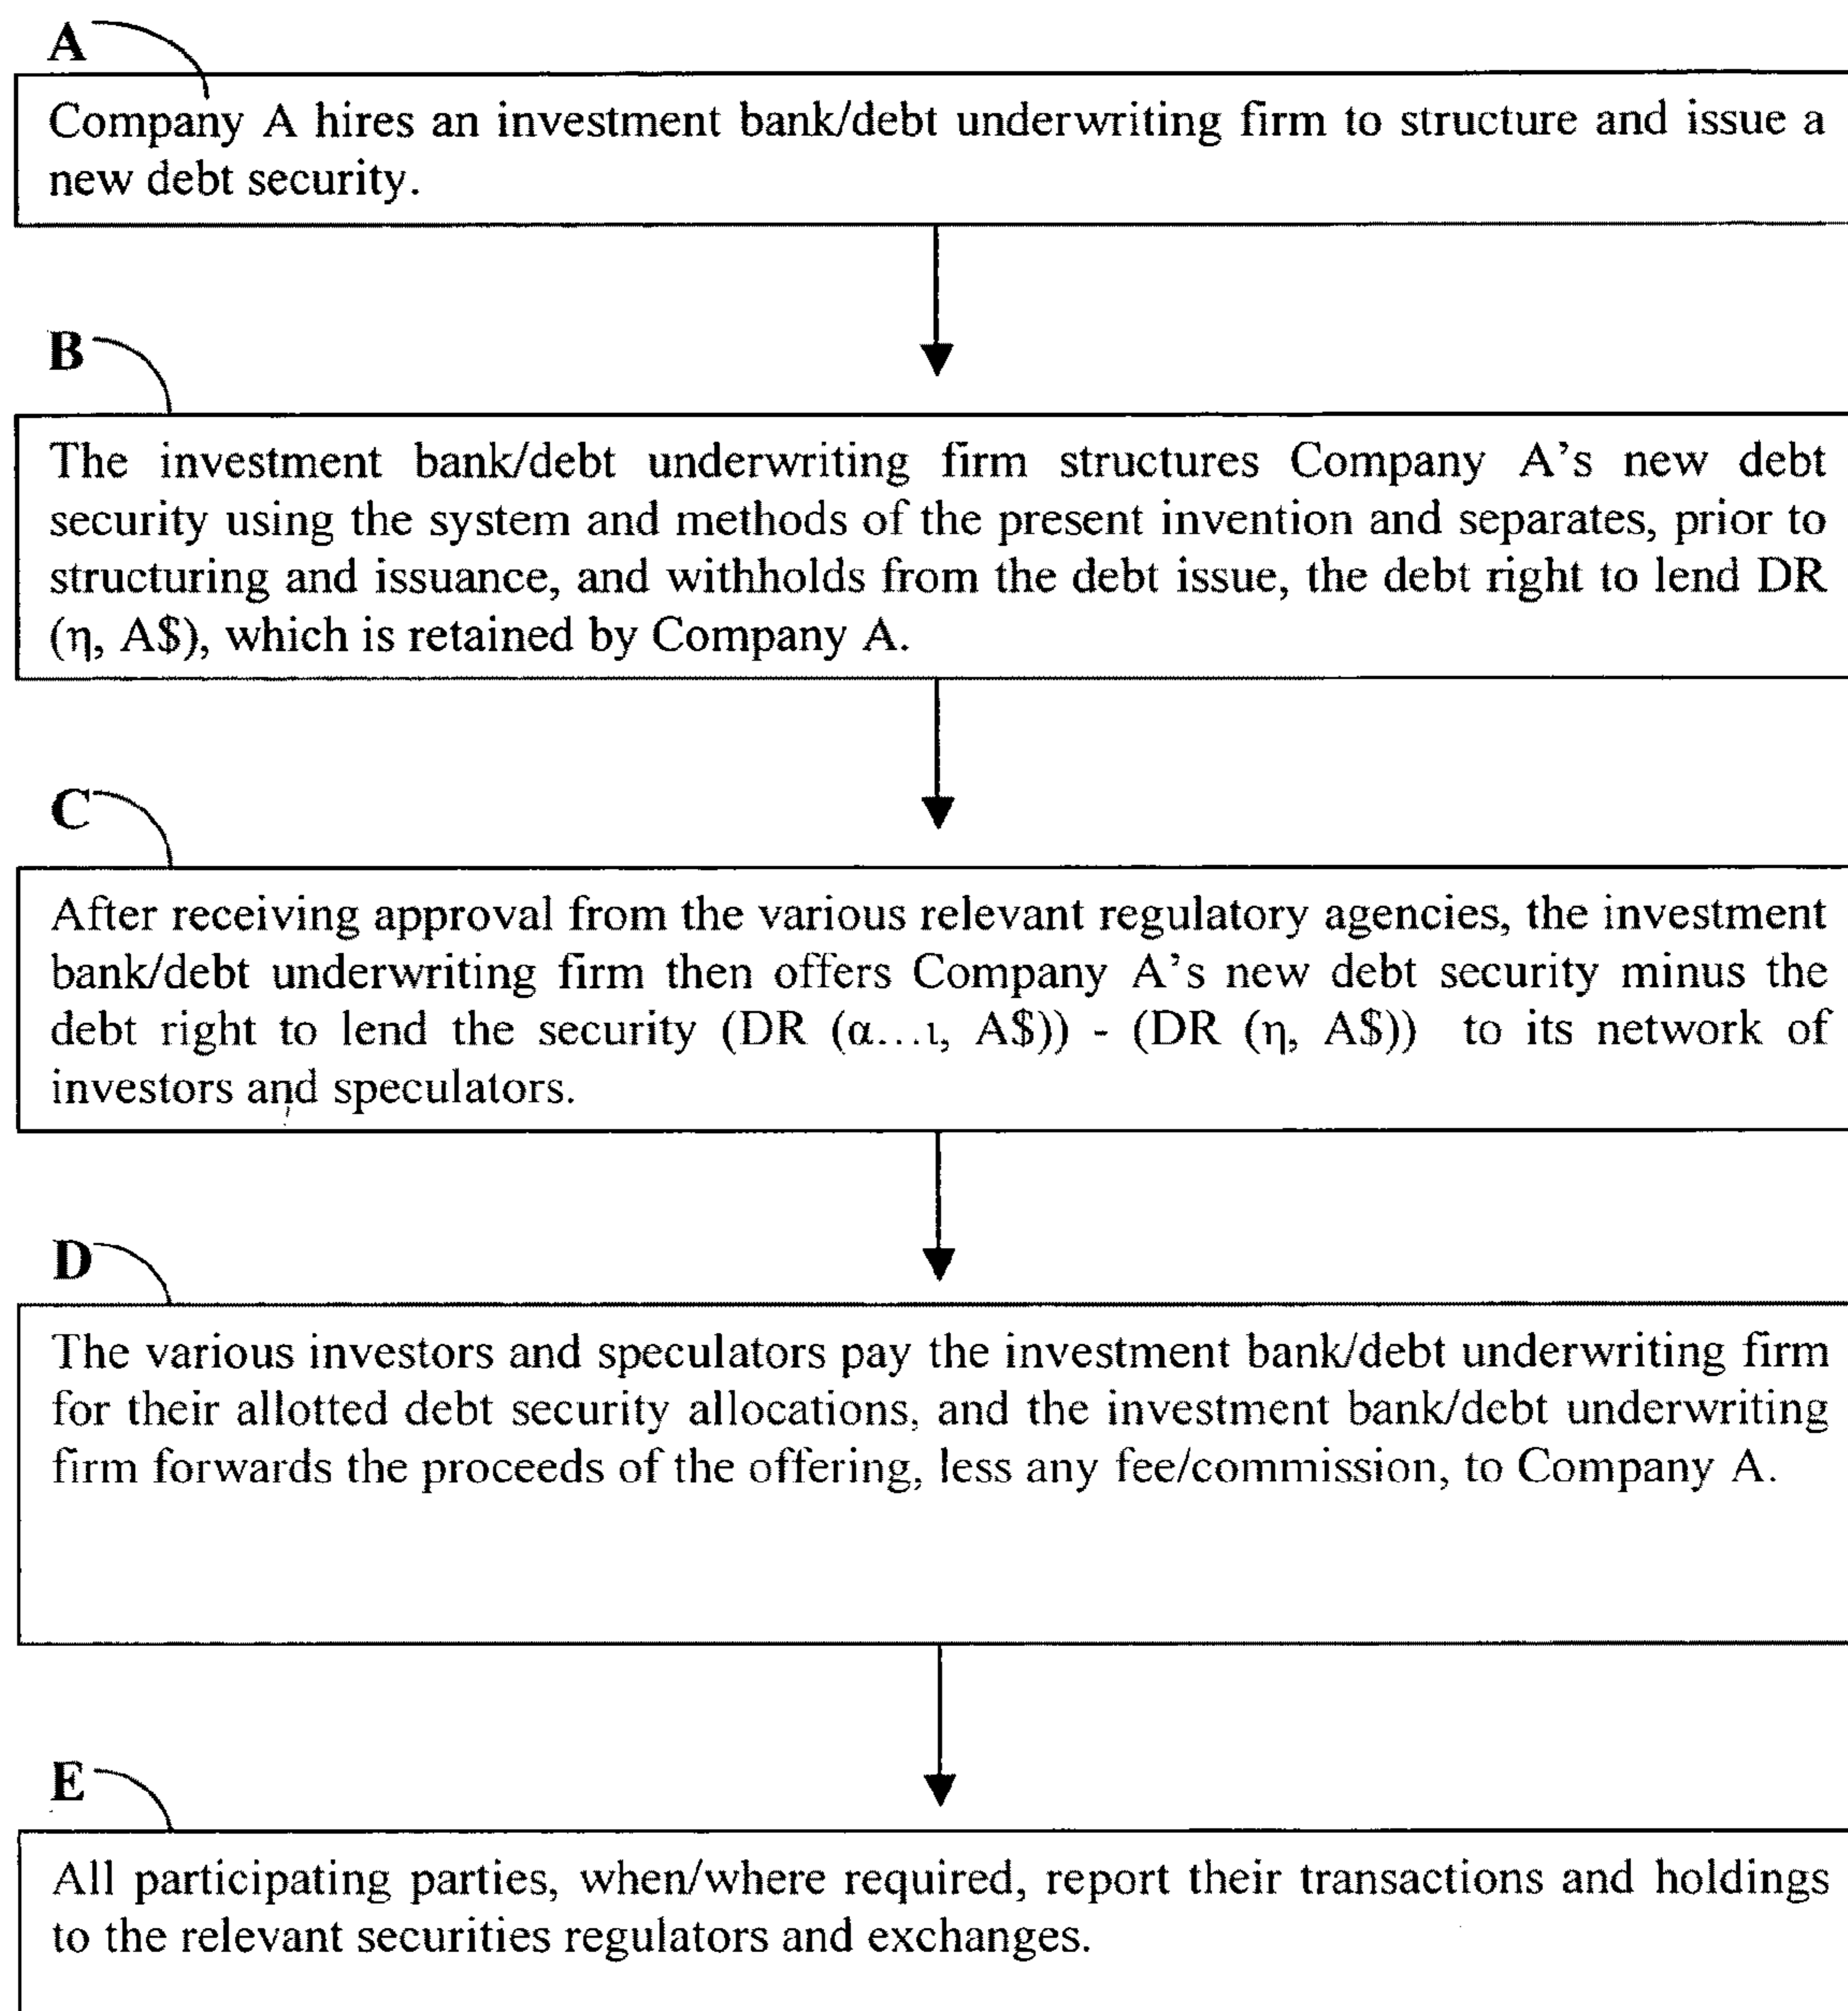 A
Company A hires an investment bank/debt underwriting firm to structure and issue a
new debt security.
B
The investment bank/debt underwriting firm structures Company A's new debt
security using the system and methods of the present invention and separates, prior to
structuring and issuance, and withholds from the debt issue, the debt right to lend DR
(η, A$), which is retained by Company A.
C
After receiving approval from the various relevant regulatory agencies, the investment
bank/debt underwriting firm then offers Company A's new debt security minus the
debt right to lend the security (DR (α...ι, A$)) - (DR (η, A$)) to its network of
investors and speculators.
D
The various investors and speculators pay the investment bank/debt underwriting firm
for their allotted debt security allocations, and the investment bank/debt underwriting
firm forwards the proceeds of the offering, less any fee/commission, to Company A.
E
All participating parties, when/where required, report their transactions and holdings
to the relevant securities regulators and exchanges.